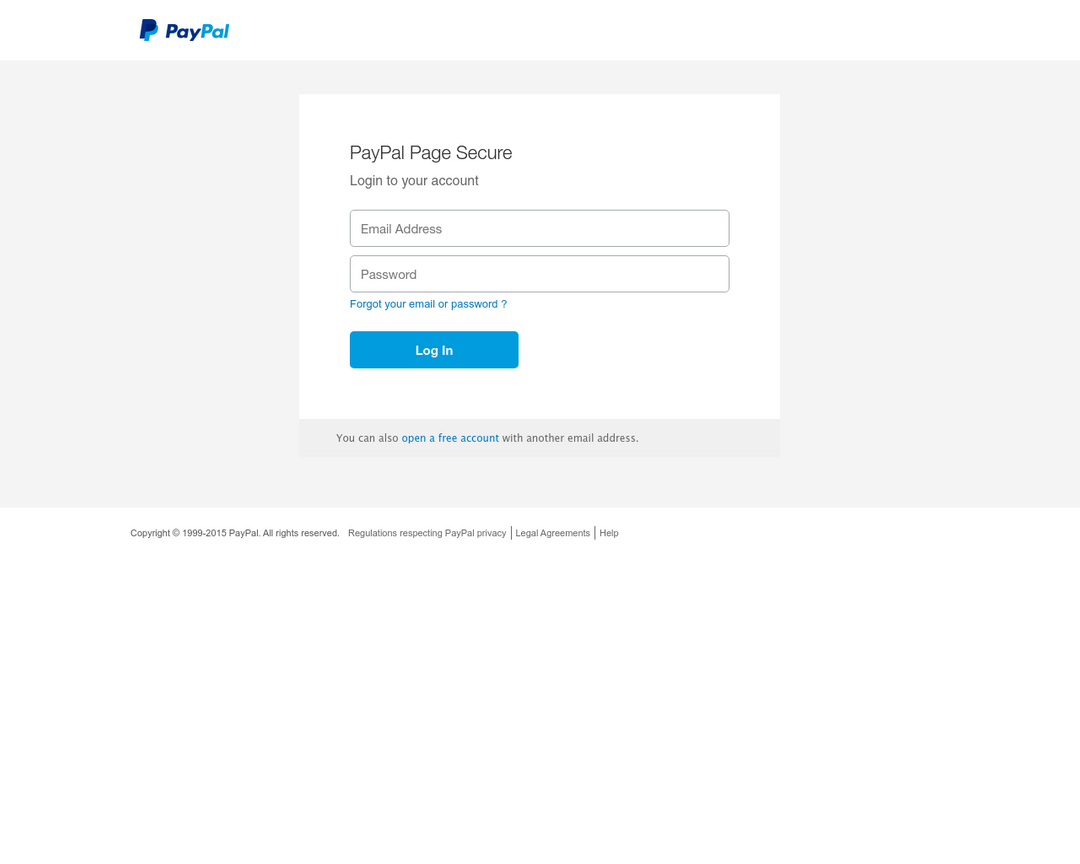 PayPal
PayPal Page Secure
Login to your account
Email Address
Password
Forgot your email or password ?
Log In
You can also open a free account with another email address.
Copyright © 1999-2015 PayPal. All rights reserved. Regulations respecting PayPal privacy | Legal Agreements | Help